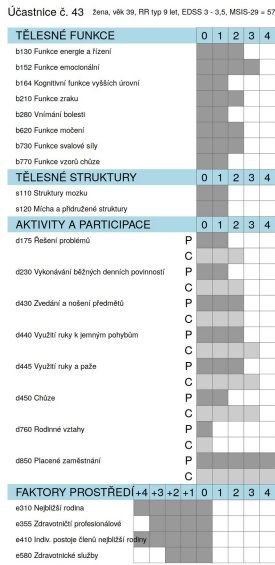 Účastnice č. 43 žena, věk 39, RR typ 9 let, EDSS 3 - 3,5, MSIS-29 = 57
TĚLESNÉ FUNKCE 0 1 2 3 4
b130 Funkce energie a řízení
b152 Funkce emocionální
b164 Kognitivní funkce vyšších úrovní
b210 Funkce zraku
b280 Vnímání bolesti
b620 Funkce močení
b730 Funkce svalové síly
b770 Funkce vzorů chůze
TĚLESNÉ STRUKTURY 0 1 2 3 4
s110 Struktury mozku
s120 Mícha a přidružené struktury
AKTIVITY A PARTICIPACE 0 1 2 3 4
d175 Řešení problémů P
C
d230 Vykonávání běžných denních povinností P
C
d430 Zvedání a nošení předmětů P
C
d440 Využití ruky k jemným pohybům P
C
d445 Využití ruky a paže P
C
d450 Chůze P
C
d760 Rodinné vztahy P
C
d850 Placené zaměstnání P
C
FAKTORY PROSTŘEDÍ +4 +3 +2 +1 0 1 2 3 4
e310 Nejbližší rodina
e355 Zdravotničtí profesionálové
e410 Indiv. postoje členů nejbližší rodiny
e580 Zdravotnické služby